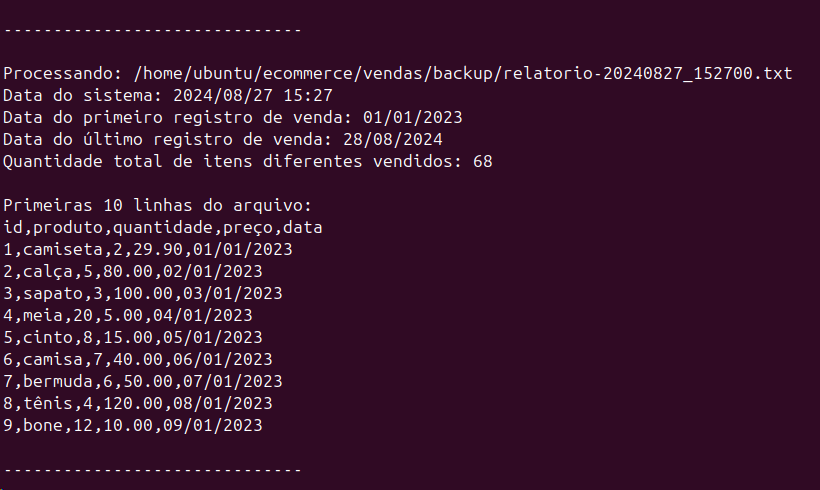 ------------------------------
Processando: /home/ubuntu/ecommerce/vendas/backup/relatorio-20240827_152700.txt
Data do sistema: 2024/08/27 15:27
Data do primeiro registro de venda: 01/01/2023
Data do último registro de venda: 28/08/2024
Quantidade total de itens diferentes vendidos: 68
Primeiras 10 linhas do arquivo:
id,produto,quantidade,preço,data
1,camiseta,2,29.90,01/01/2023
2,calça,5,80.00,02/01/2023
3,sapato,3,100.00,03/01/2023
4,meia,20,5.00,04/01/2023
5,cinto,8,15.00,05/01/2023
6,camisa,7,40.00,06/01/2023
7,bermuda,6,50.00,07/01/2023
8,tênis,4,120.00,08/01/2023
9,bone,12,10.00,09/01/2023
------------------------------